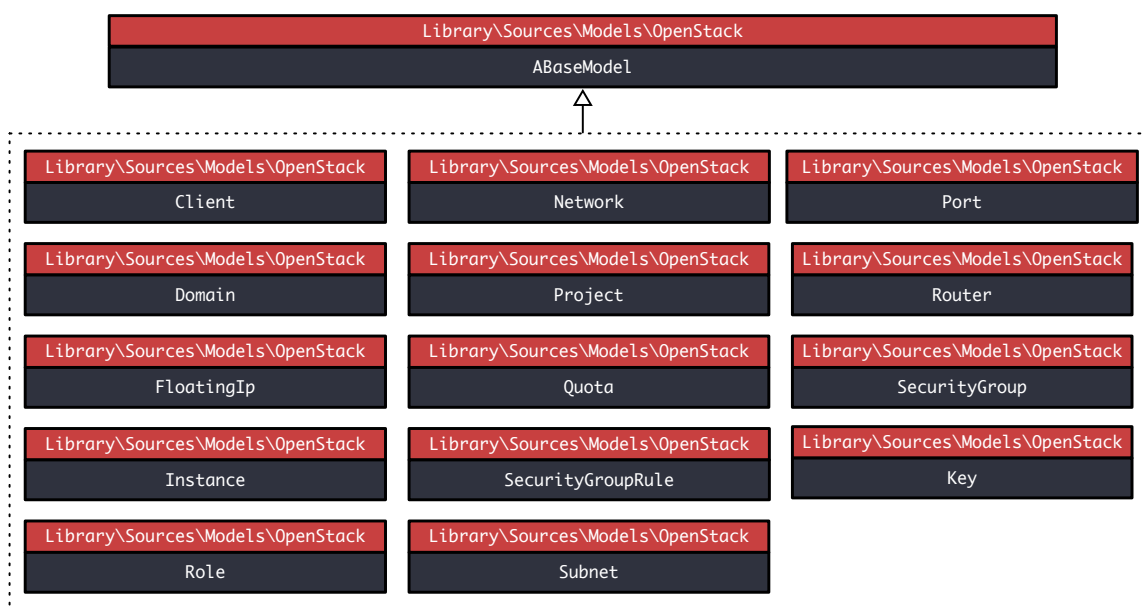 Library\Sources\Models\OpenStack
ABaseModel
Library\Sources\Models\OpenStack
Client
Library\Sources\Models\OpenStack
Network
Library\Sources\Models\OpenStack
Port
Library\Sources\Models\OpenStack
Domain
Library\Sources\Models\OpenStack
Project
Library\Sources\Models\OpenStack
Router
Library\Sources\Models\OpenStack
FloatingIp
Library\Sources\Models\OpenStack
Quota
Library\Sources\Models\OpenStack
SecurityGroup
Library\Sources\Models\OpenStack
Instance
Library\Sources\Models\OpenStack
SecurityGroupRule
Library\Sources\Models\OpenStack
Key
Library\Sources\Models\OpenStack
Role
Library\Sources\Models\OpenStack
Subnet